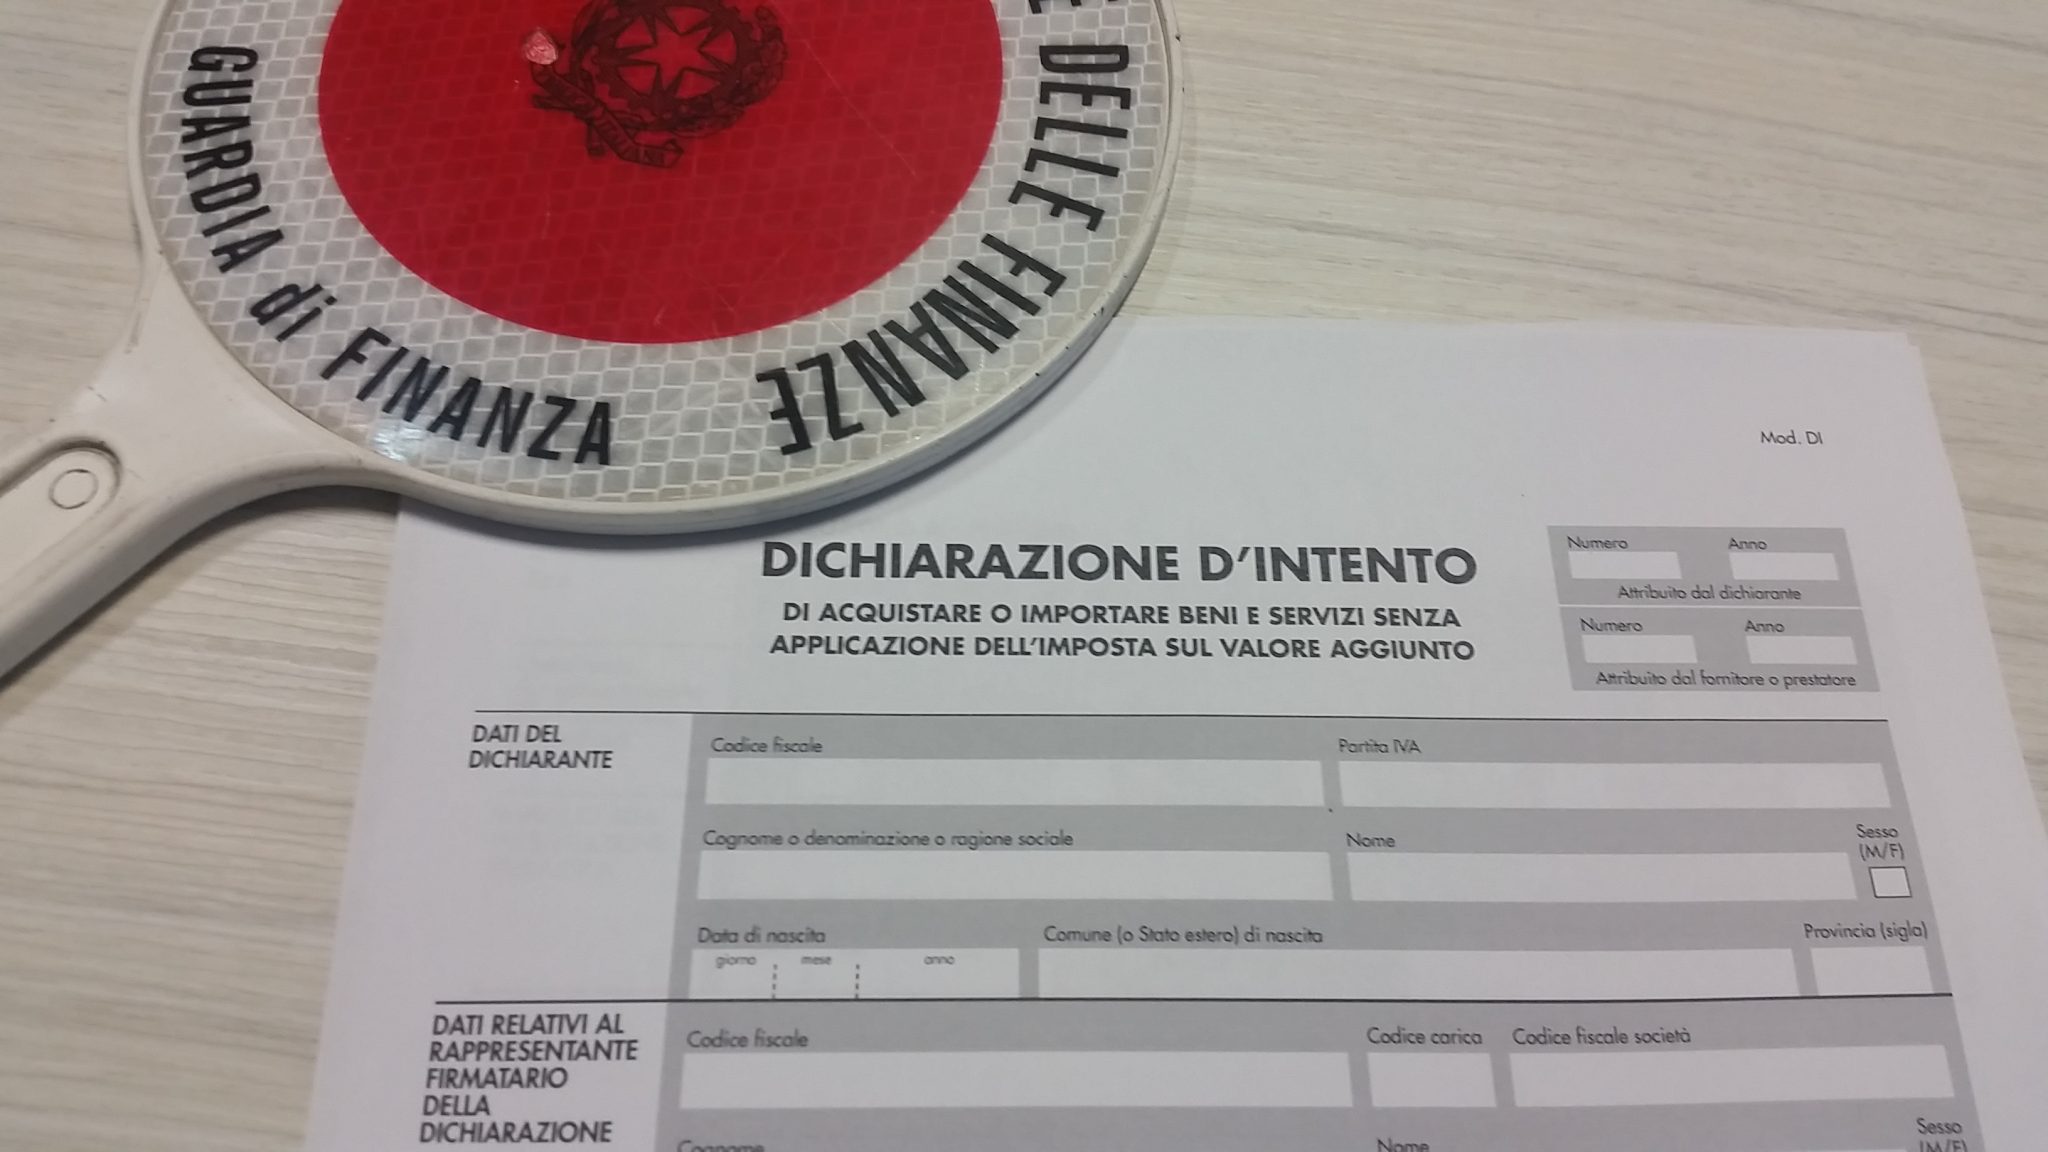 GUARDIA di FINANZA
DELLE FINANZE
Mod. DI
DICHIARAZIONE D'INTENTO
DI ACQUISTARE O IMPORTARE BENI E SERVIZI SENZA
APPLICAZIONE DELL'IMPOSTA SUL VALORE AGGIUNTO
Numero Anno
Attribuito dal dichiarante
Numero Anno
Attribuito dal fornitore o prestatore
DATI DEL
DICHIARANTE
Codice fiscale Partita IVA
Cognome o denominazione o ragione sociale Nome Sesso
(M/F)
Data di nascita Comune (o Stato estero) di nascita Provincia (sigla)
giorno mese anno
DATI RELATIVI AL
RAPPRESENTANTE
FIRMATARIO
DELLA
DICHIARAZIONE
Codice fiscale Codice carica Codice fiscale società
Cognome Nome Sesso
(M/F)